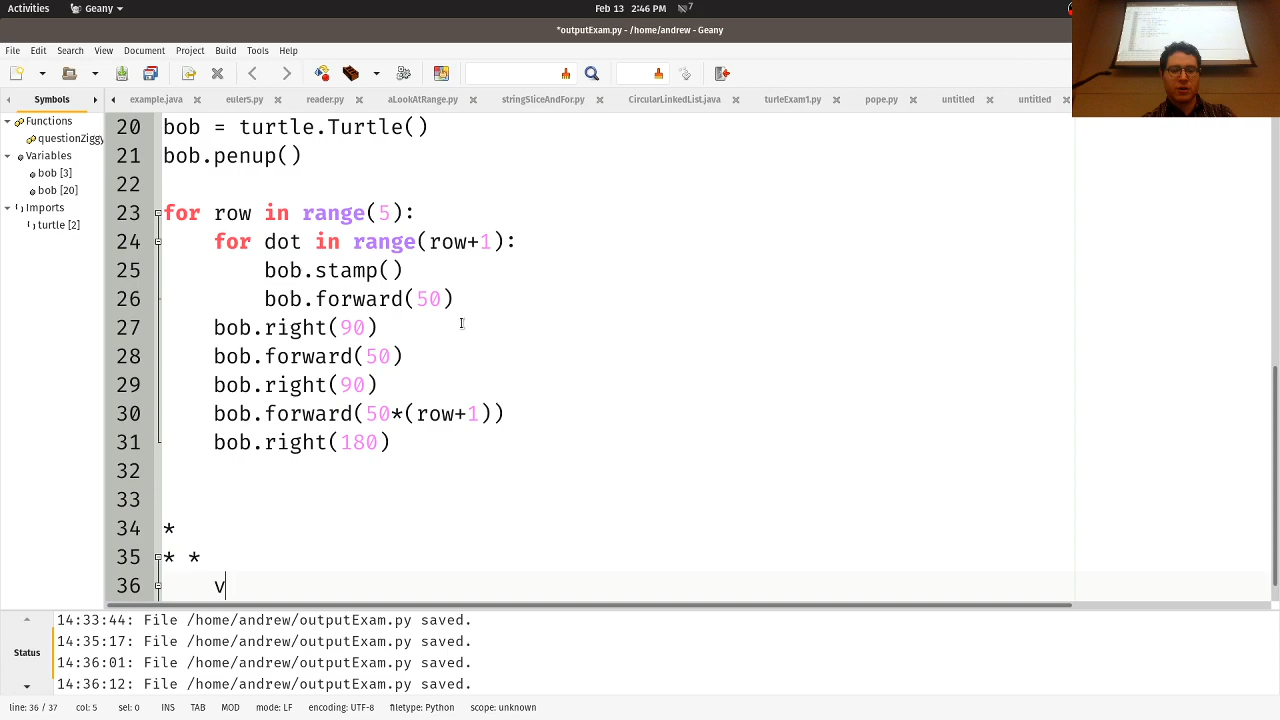 Activities
Geany
Feb
2:46 PM
*outputExam.py - /home/andrew - Geany
File Edit Search View Document Project Build Tools
Symbols
example.java
euler5.py
reader.py
aLookAtRange.py
stringSliceAndFor.py
CircularLinkedList.java
turleExam1.py
pope.py
untitled
untitled
Functions
questionZigg
Variables
bob [3]
bob [20]
Imports
turtle [2]
20 bob = turtle.Turtle()
21 bob.penup()
22
23 for row in range(5):
24 for dot in range(row+1):
25 bob.stamp()
26 bob.forward(50)
27 bob.right(90)
28 bob.forward(50)
29 bob.right(90)
30 bob.forward(50*(row+1))
31 bob.right(180)
32
33
34 *
35 * *
36 v
Status
14:33:44: File /home/andrew/outputExam.py saved.
14:35:17: File /home/andrew/outputExam.py saved.
14:36:01: File /home/andrew/outputExam.py saved.
14:36:12: File /home/andrew/outputExam.py saved.
line: 36 / 37 col: 5 sel: 0 INS TAB MOD mode: LF encoding: UTF-8 filetype: Python scope: unknown